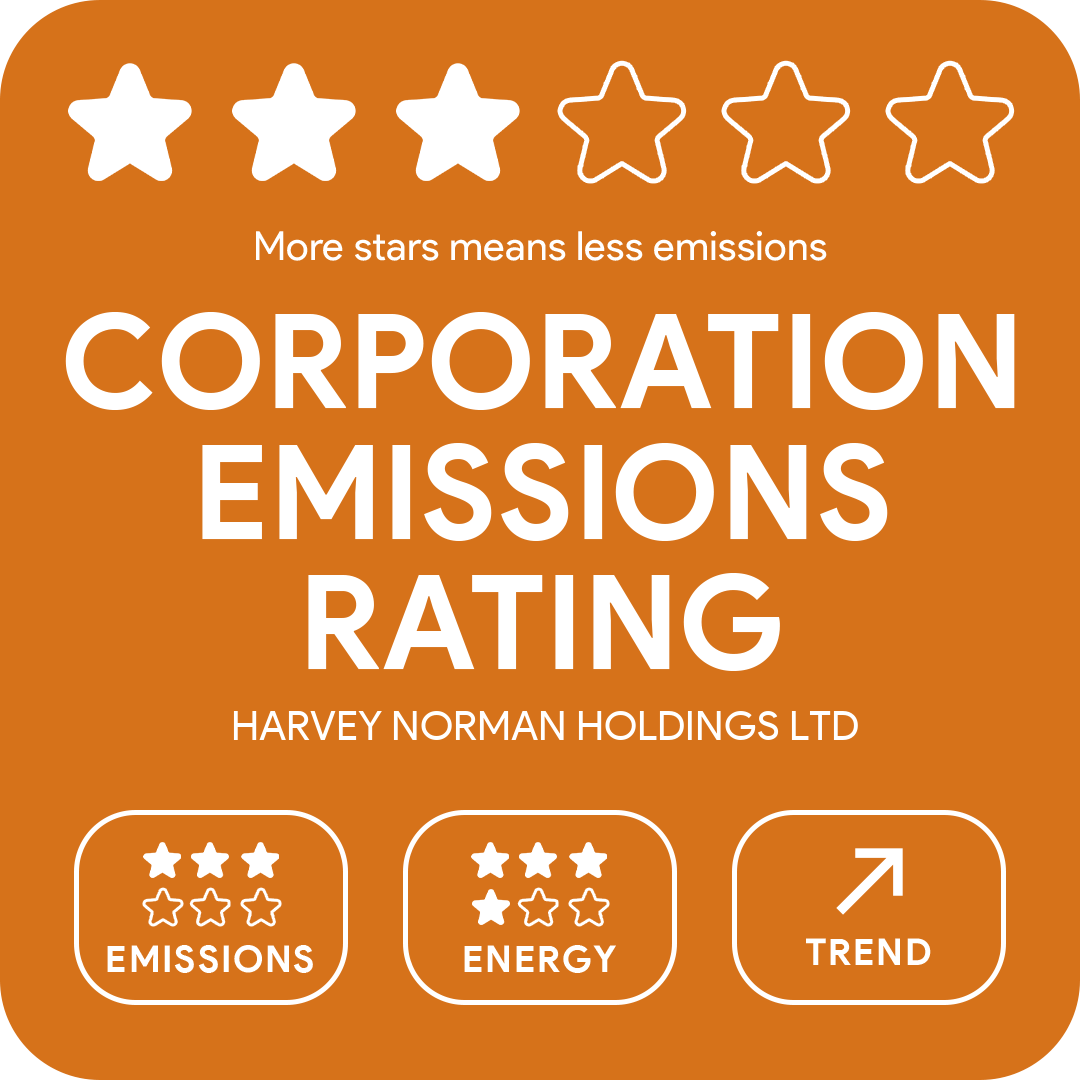 More stars means less emissions
CORPORATION
EMISSIONS
RATING
HARVEY NORMAN HOLDINGS LTD
EMISSIONS
ENERGY
TREND